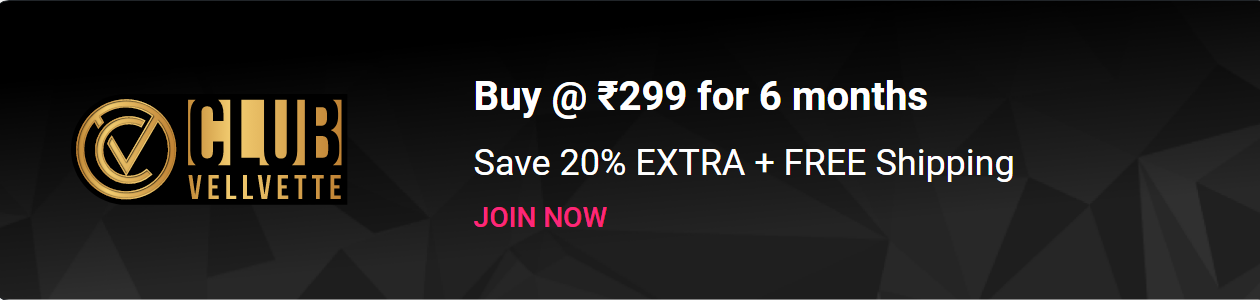 CLUB
VELLVETTE
Buy @ ₹299 for 6 months
Save 20% EXTRA + FREE Shipping
JOIN NOW